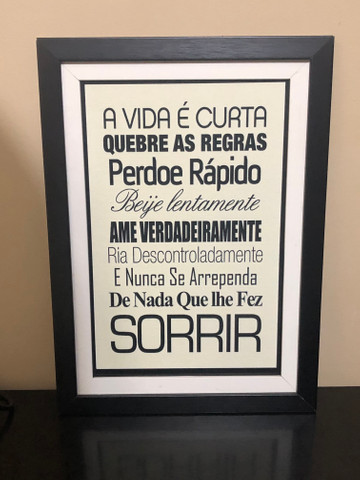 A VIDA É CURTA
QUEBRE AS REGRAS
Perdoe Rápido
Beije lentamente
AME VERDADEIRAMENTE
Ria Descontroladamente
E Nunca Se Arrependa
De Nada Que lhe Fez
SORRIR